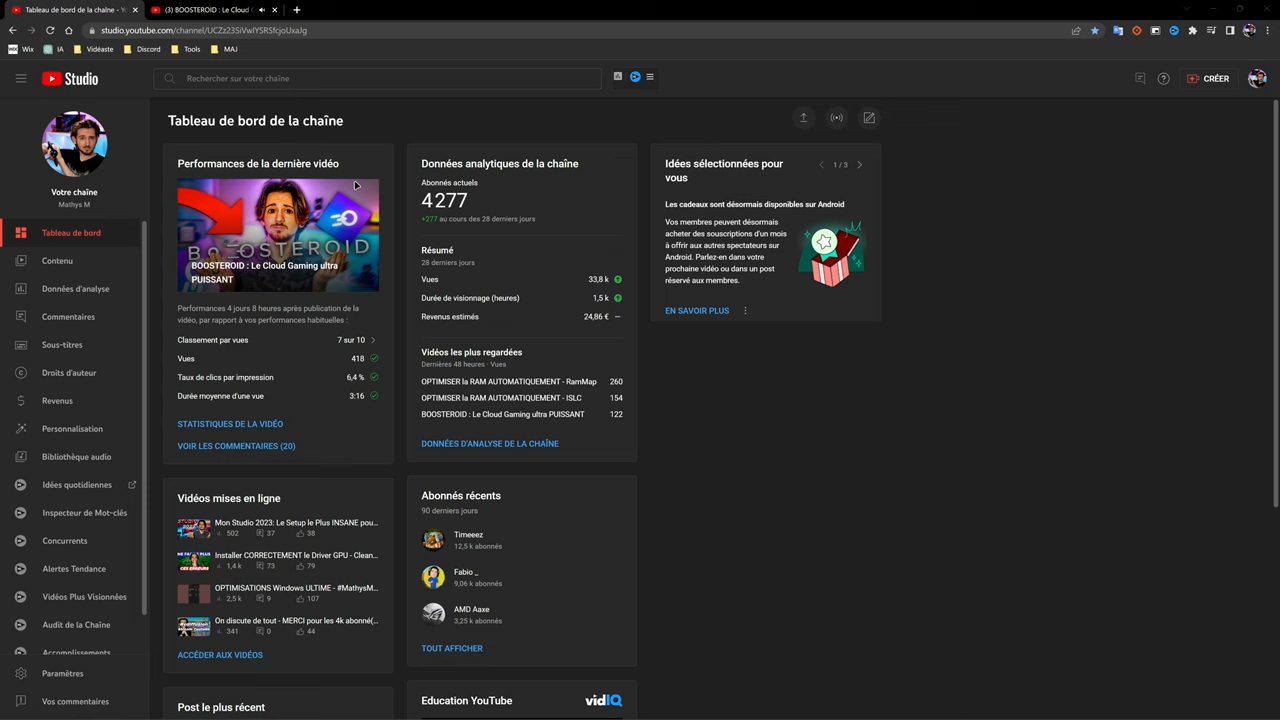 Tableau de bord de la chaîne - Yo
(3) BOOSTEROID : Le Cloud
studio.youtube.com/channel/UCZz235iVwIYSRSfcjoUxaJg
Wix
IA
Vidéaste
Discord
Tools
MAJ
Studio
Rechercher sur votre chaîne
CRÉER
Votre chaîne
Mathys M
Tableau de bord
Contenu
Données d'analyse
Commentaires
Sous-titres
Droits d'auteur
Revenus
Personnalisation
Bibliothèque audio
Idées quotidiennes
Inspecteur de Mot-clés
Concurrents
Alertes Tendance
Vidéos Plus Visionnées
Audit de la Chaîne
Accomplissements
Paramètres
Vos commentaires
Tableau de bord de la chaîne
Performances de la dernière vidéo
BOOSTEROID
BOOSTEROID : Le Cloud Gaming ultra
PUISSANT
Performances 4 jours 8 heures après publication de la
vidéo, par rapport à vos performances habituelles :
Classement par vues 7 sur 10
Vues 418
Taux de clics par impression 6,4 %
Durée moyenne d'une vue 3:16
STATISTIQUES DE LA VIDÉO
VOIR LES COMMENTAIRES (20)
Vidéos mises en ligne
Mon Studio 2023: Le Setup le Plus INSANE pou...
502 37 38
Installer CORRECTEMENT le Driver GPU - Clean...
1,4 k 73 79
OPTIMISATIONS Windows ULTIME - #MathysM...
2,5 k 9 107
On discute de tout - MERCI pour les 4k abonné(...
341 0 44
ACCÉDER AUX VIDÉOS
Post le plus récent
Données analytiques de la chaîne
Abonnés actuels
4 277
+277 au cours des 28 derniers jours
Résumé
28 derniers jours
Vues 33,8 k
Durée de visionnage (heures) 1,5 k
Revenus estimés 24,86 € —
Vidéos les plus regardées
Dernières 48 heures · Vues
OPTIMISER la RAM AUTOMATIQUEMENT - RamMap 260
OPTIMISER la RAM AUTOMATIQUEMENT - ISLC 154
BOOSTEROID : Le Cloud Gaming ultra PUISSANT 122
DONNÉES D'ANALYSE DE LA CHAÎNE
Abonnés récents
90 derniers jours
Timeeez
12,5 k abonnés
Fabio _
9,06 k abonnés
AMD Aaxe
3,25 k abonnés
TOUT AFFICHER
Education YouTube vidIQ
Idées sélectionnées pour
vous
1 / 3
Les cadeaux sont désormais disponibles sur Android
Vos membres peuvent désormais
acheter des souscriptions d'un mois
à offrir aux autres spectateurs sur
Android. Parlez-en dans votre
prochaine vidéo ou dans un post
réservé aux membres.
EN SAVOIR PLUS